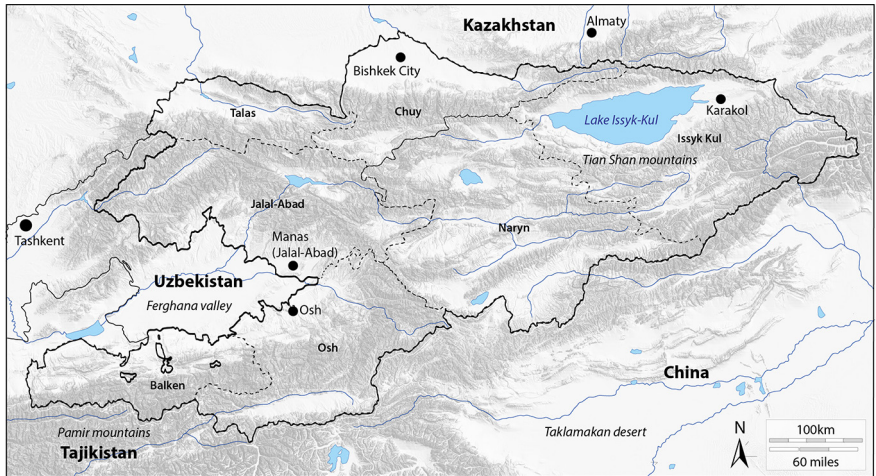 Kazakhstan
Almaty
Bishkek City
Talas
Chuy
Karakol
Lake Issyk-Kul
Issyk Kul
Tian Shan mountains
Jalal-Abad
Naryn
Tashkent
Manas
(Jalal-Abad)
Uzbekistan
Ferghana valley
Osh
Osh
Balken
China
Pamir mountains
Tajikistan
Taklamakan desert
N
100km
60 miles